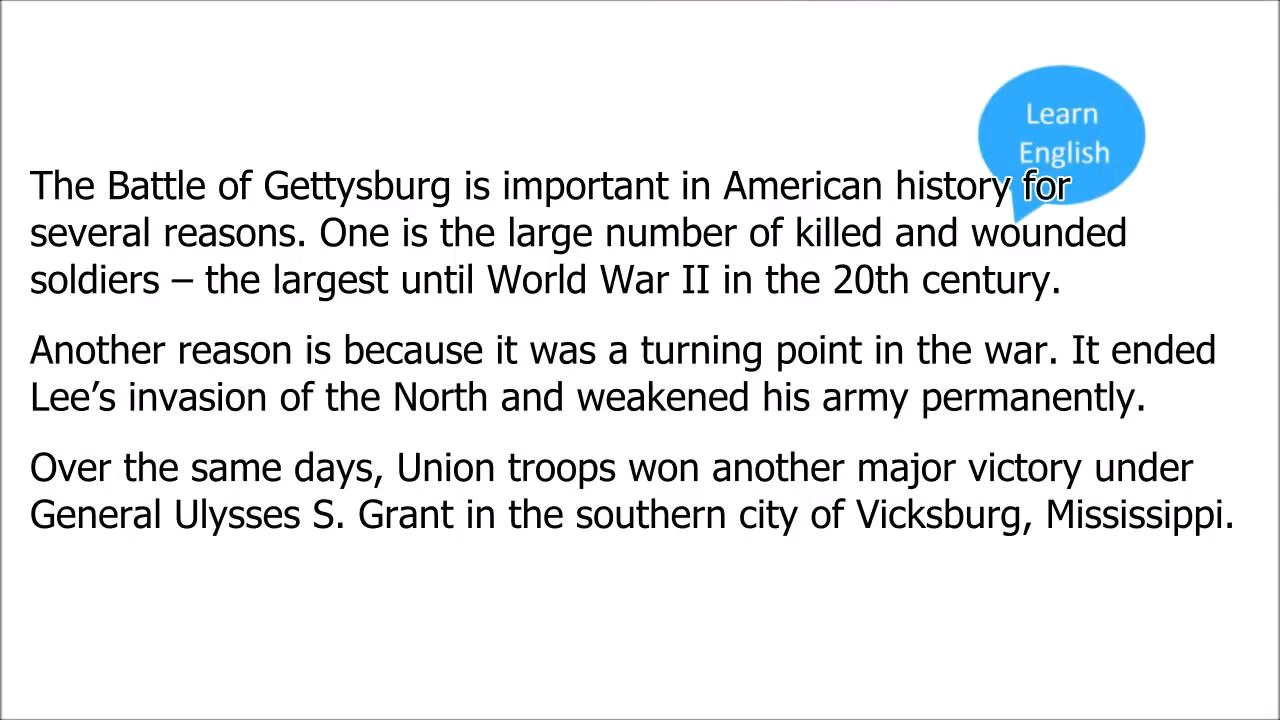 Learn
English
The Battle of Gettysburg is important in American history for
several reasons. One is the large number of killed and wounded
soldiers – the largest until World War II in the 20th century.
Another reason is because it was a turning point in the war. It ended
Lee’s invasion of the North and weakened his army permanently.
Over the same days, Union troops won another major victory under
General Ulysses S. Grant in the southern city of Vicksburg, Mississippi.